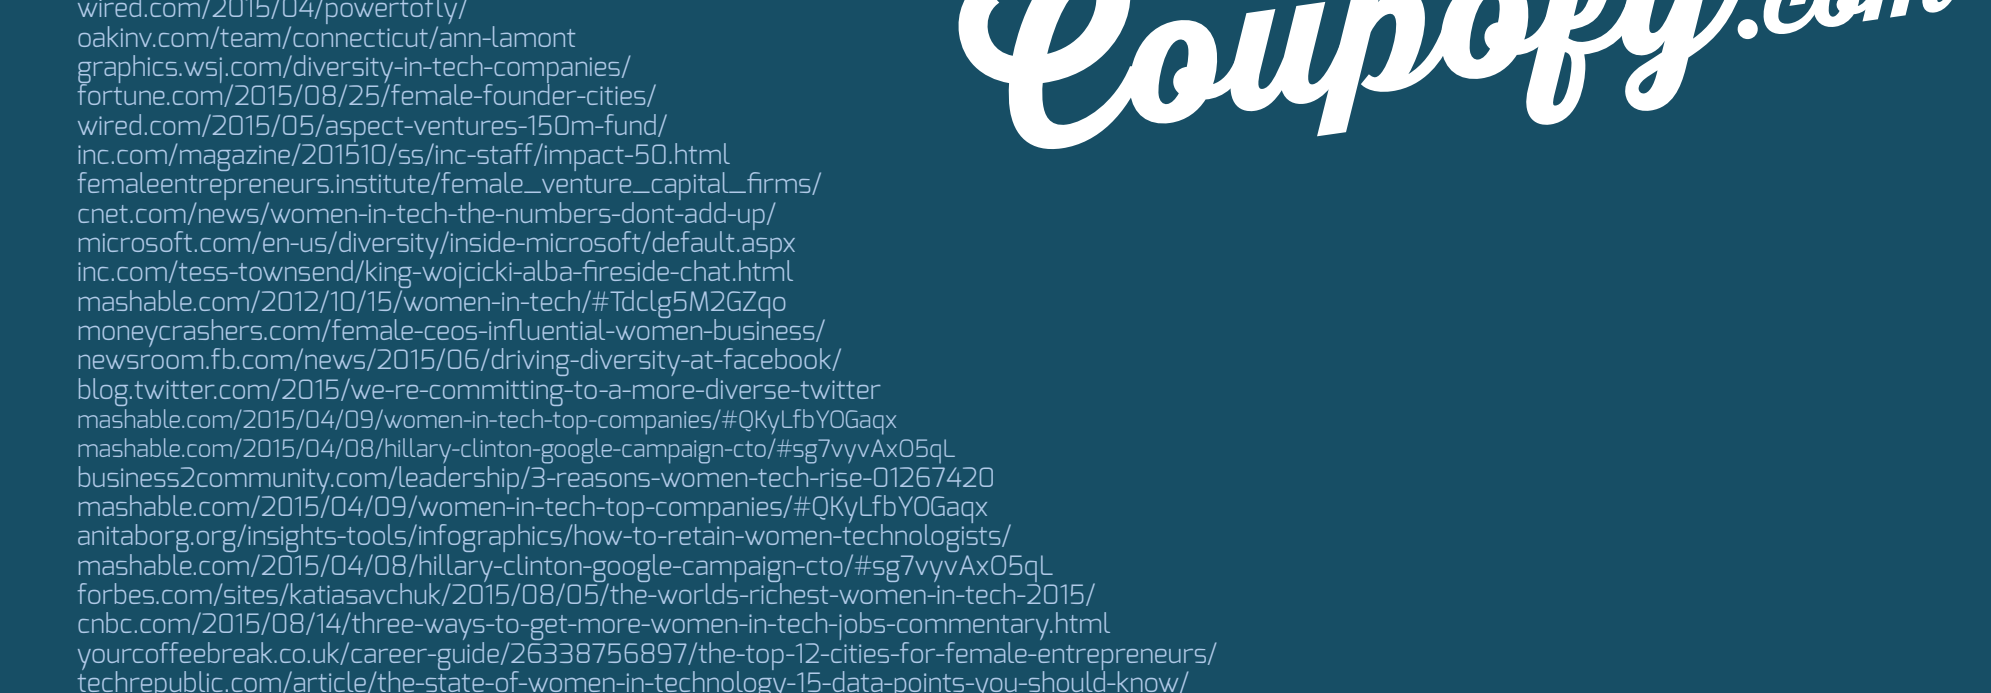 wired.com/2015/04/powertofly/
oakinv.com/team/connecticut/ann-lamont
graphics.wsj.com/diversity-in-tech-companies/
fortune.com/2015/08/25/female-founder-cities/
wired.com/2015/05/aspect-ventures-150m-fund/
inc.com/magazine/201510/ss/inc-staff/impact-50.html
femaleentrepreneurs.institute/female_venture_capital_firms/
cnet.com/news/women-in-tech-the-numbers-dont-add-up/
microsoft.com/en-us/diversity/inside-microsoft/default.aspx
inc.com/tess-townsend/king-wojcicki-alba-fireside-chat.html
mashable.com/2012/10/15/women-in-tech/#Tdclg5M2GZqo
moneycrashers.com/female-ceos-influential-women-business/
newsroom.fb.com/news/2015/06/driving-diversity-at-facebook/
blog.twitter.com/2015/we-re-committing-to-a-more-diverse-twitter
mashable.com/2015/04/09/women-in-tech-top-companies/#QKyLfbYOGaqx
mashable.com/2015/04/08/hillary-clinton-google-campaign-cto/#sg7vyvAxO5qL
business2community.com/leadership/3-reasons-women-tech-rise-01267420
mashable.com/2015/04/09/women-in-tech-top-companies/#QKyLfbYOGaqx
anitaborg.org/insights-tools/infographics/how-to-retain-women-technologists/
mashable.com/2015/04/08/hillary-clinton-google-campaign-cto/#sg7vyvAxO5qL
forbes.com/sites/katiasavchuk/2015/08/05/the-worlds-richest-women-in-tech-2015/
cnbc.com/2015/08/14/three-ways-to-get-more-women-in-tech-jobs-commentary.html
yourcoffeebreak.co.uk/career-guide/26338756897/the-top-12-cities-for-female-entrepreneurs/
techrepublic.com/article/the-state-of-women-in-technology-15-data-points-you-should-know/
Coupofy.com